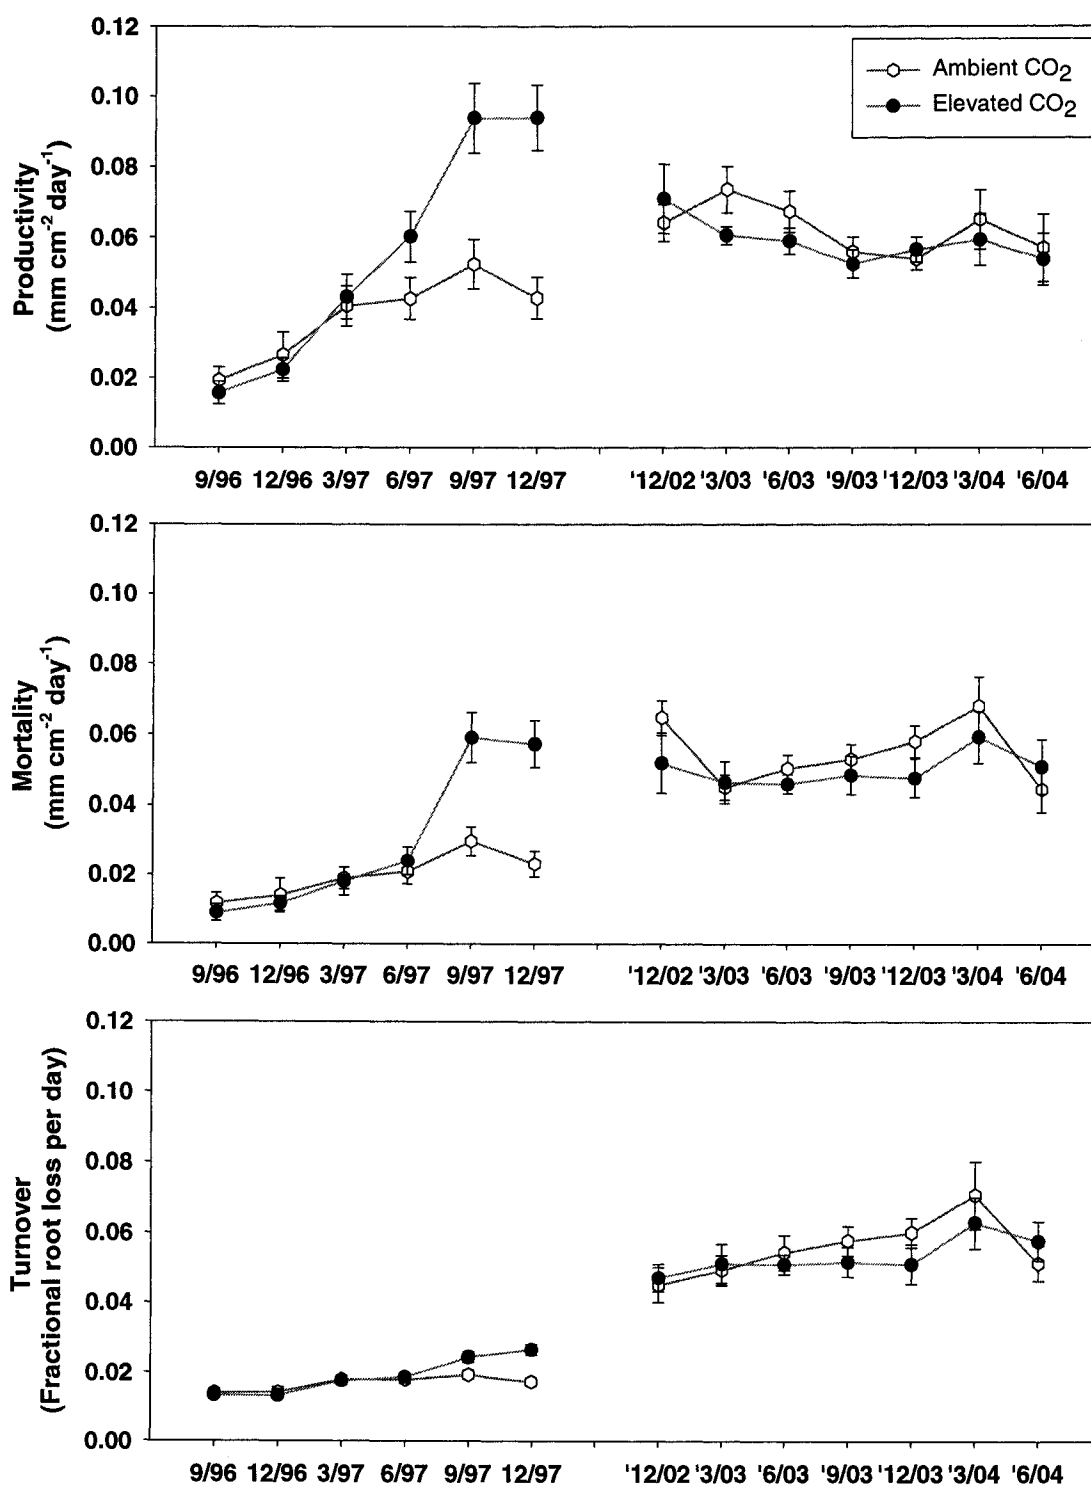 0.12
0.10
0.08
0.06
0.04
0.02
0.00
Productivity
(mm cm-2 day-1)
Ambient CO2
Elevated CO2
9/96 12/96 3/97 6/97 9/97 12/97 '12/02 '3/03 '6/03 '9/03 '12/03 '3/04 '6/04
0.12
0.10
0.08
0.06
0.04
0.02
0.00
Mortality
(mm cm-2 day-1)
9/96 12/96 3/97 6/97 9/97 12/97 '12/02 '3/03 '6/03 '9/03 '12/03 '3/04 '6/04
0.12
0.10
0.08
0.06
0.04
0.02
0.00
Turnover
(Fractional root loss per day)
9/96 12/96 3/97 6/97 9/97 12/97 '12/02 '3/03 '6/03 '9/03 '12/03 '3/04 '6/04